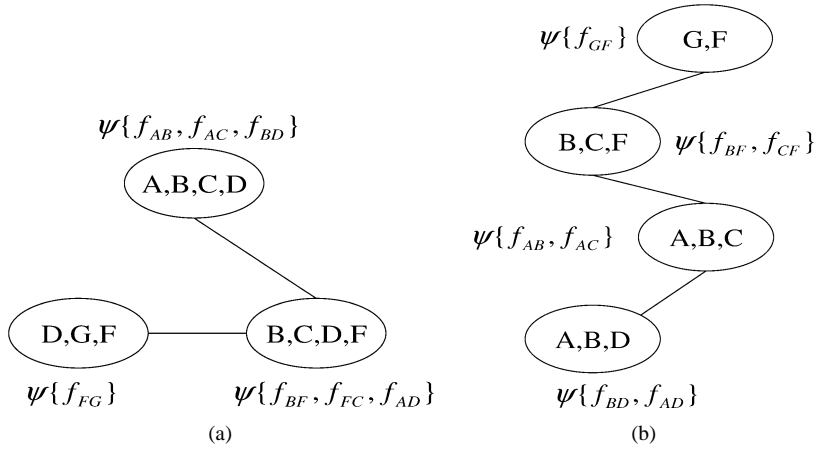 ψ{f_GF}
G,F
ψ{f_AB, f_AC, f_BD}
A,B,C,D
B,C,F
ψ{f_BF, f_CF}
ψ{f_AB, f_AC}
A,B,C
D,G,F
B,C,D,F
A,B,D
ψ{f_FG}
ψ{f_BF, f_FC, f_AD}
ψ{f_BD, f_AD}
(a)
(b)